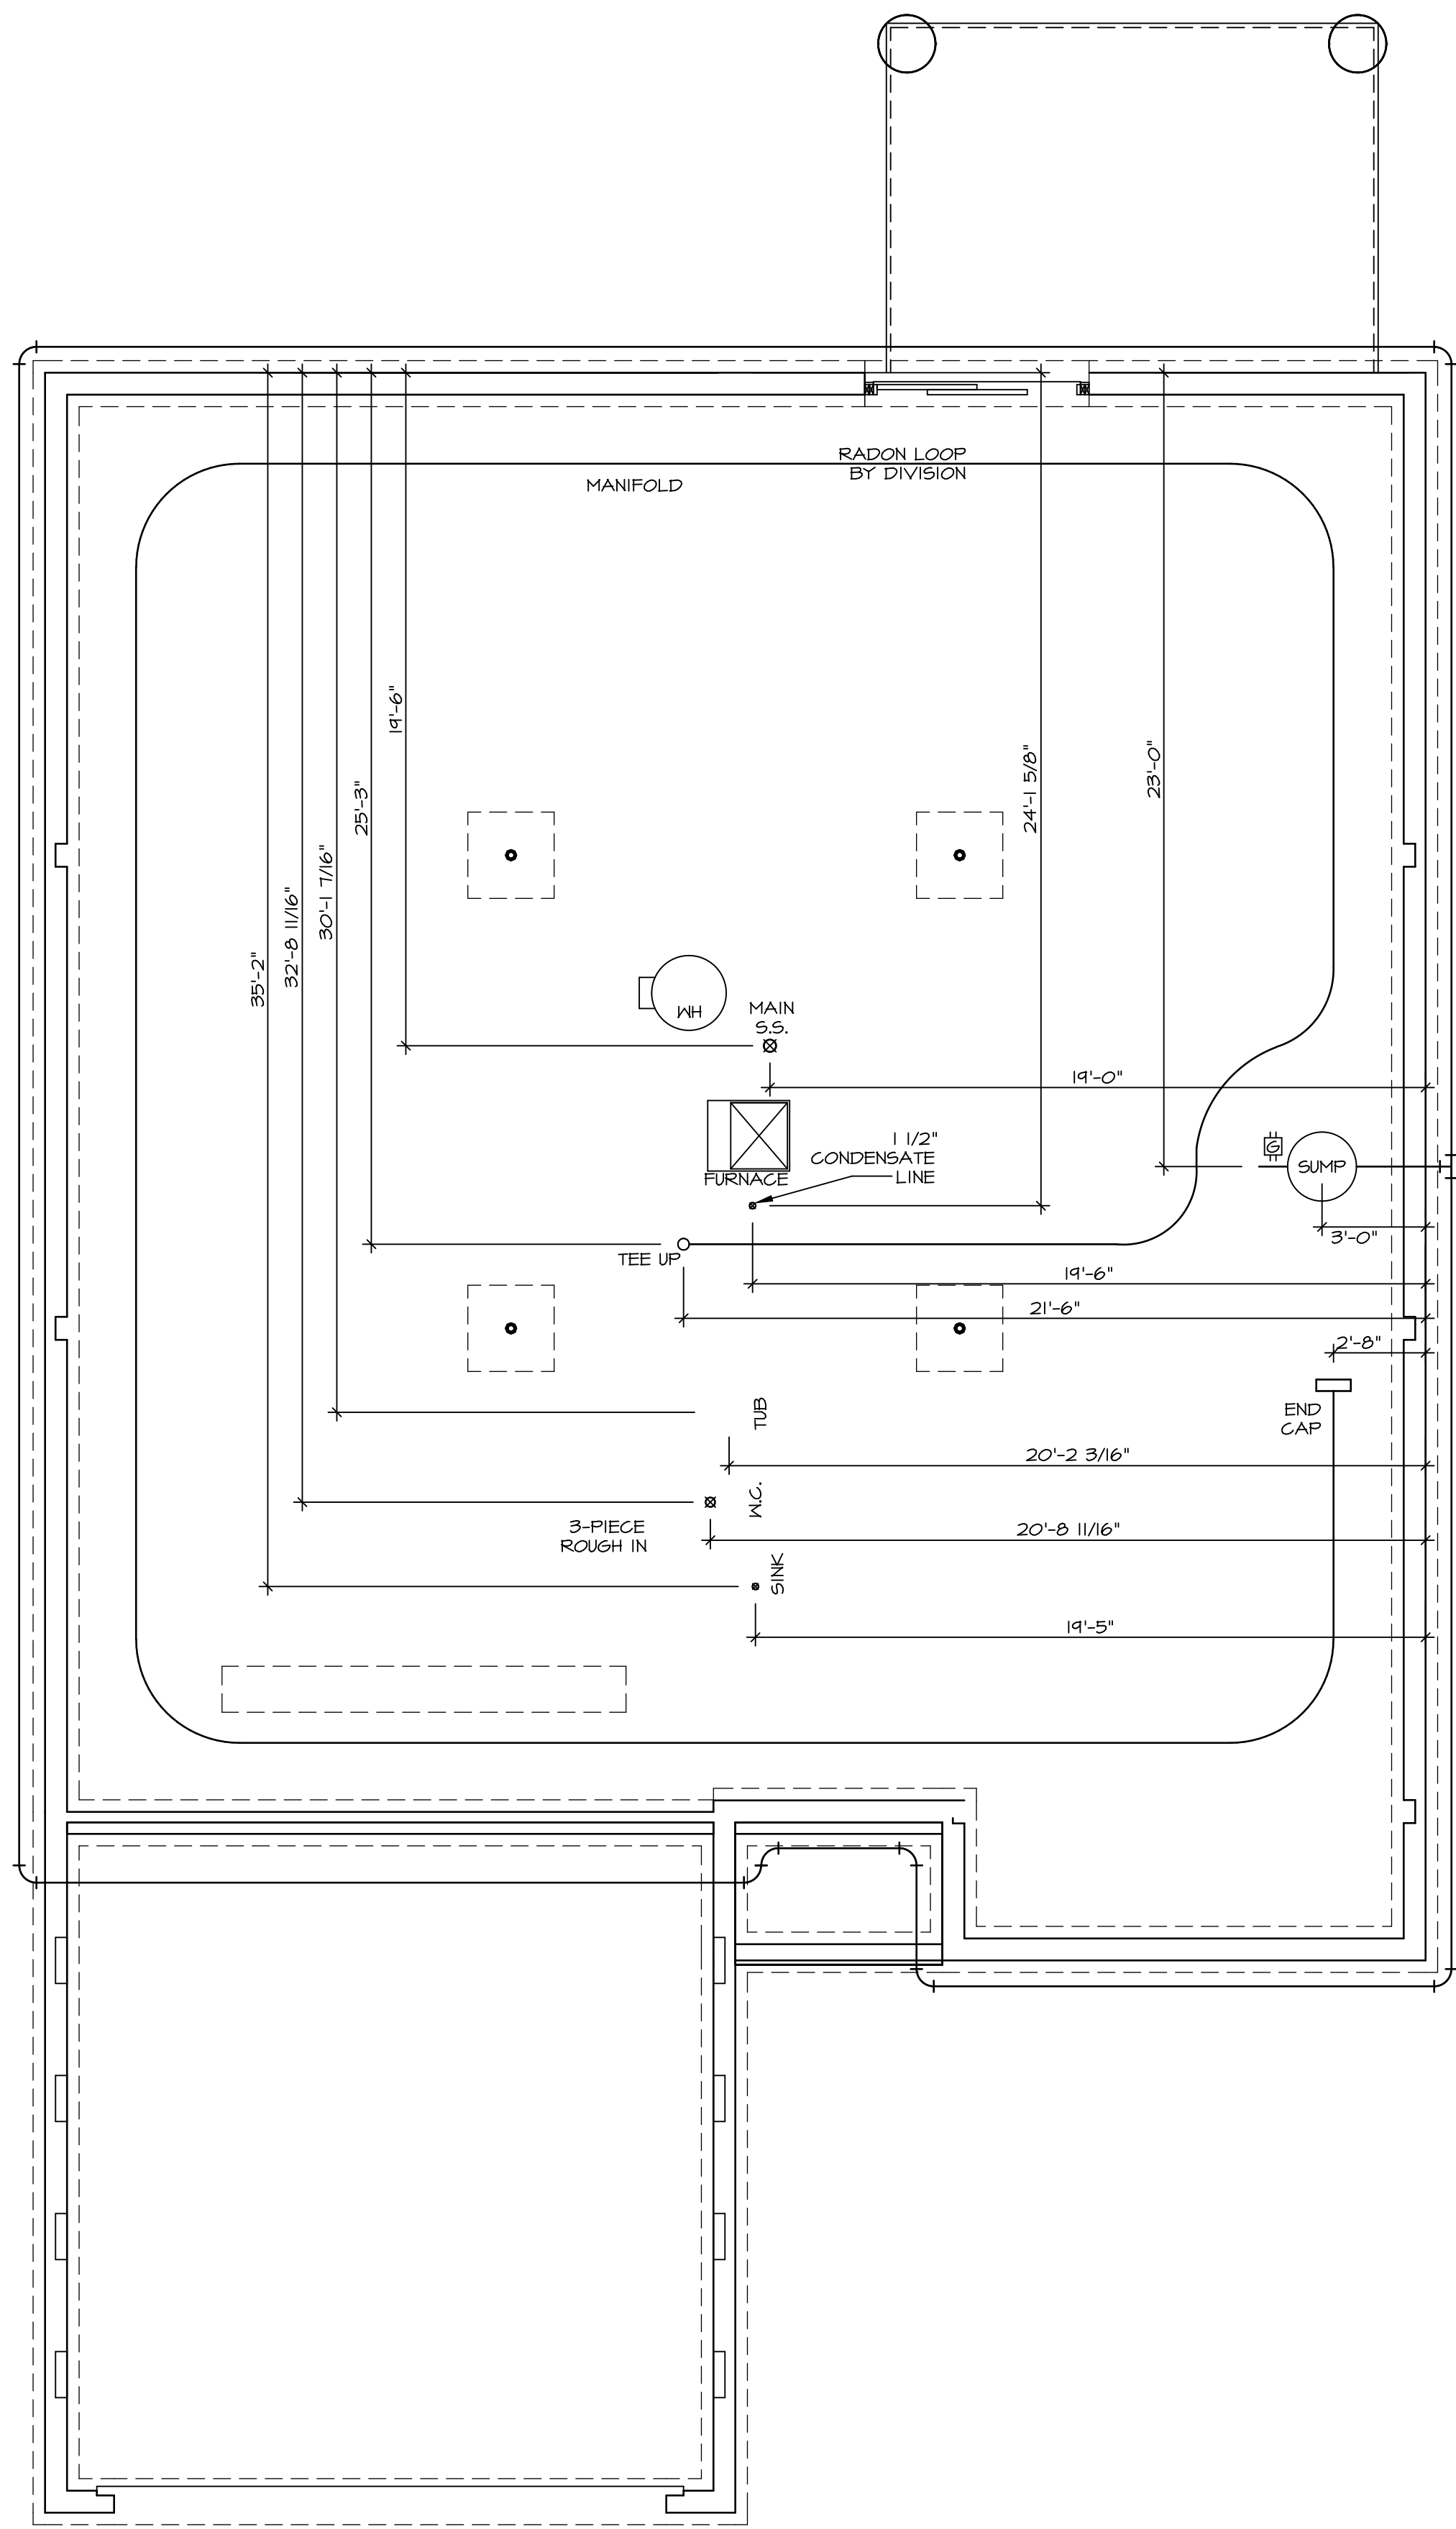 RADON LOOP
BY DIVISION
MANIFOLD
19'-6"
25'-3"
30'-1 7/16"
32'-8 11/16"
35'-2"
24'-1 5/8"
23'-0"
WH
MAIN
S.S.
19'-0"
1 1/2"
CONDENSATE
LINE
FURNACE
G
SUMP
3'-0"
TEE UP
19'-6"
21'-6"
2'-8"
TUB
END
CAP
20'-2 3/16"
W.C.
3-PIECE
ROUGH IN
20'-8 11/16"
SINK
19'-5"